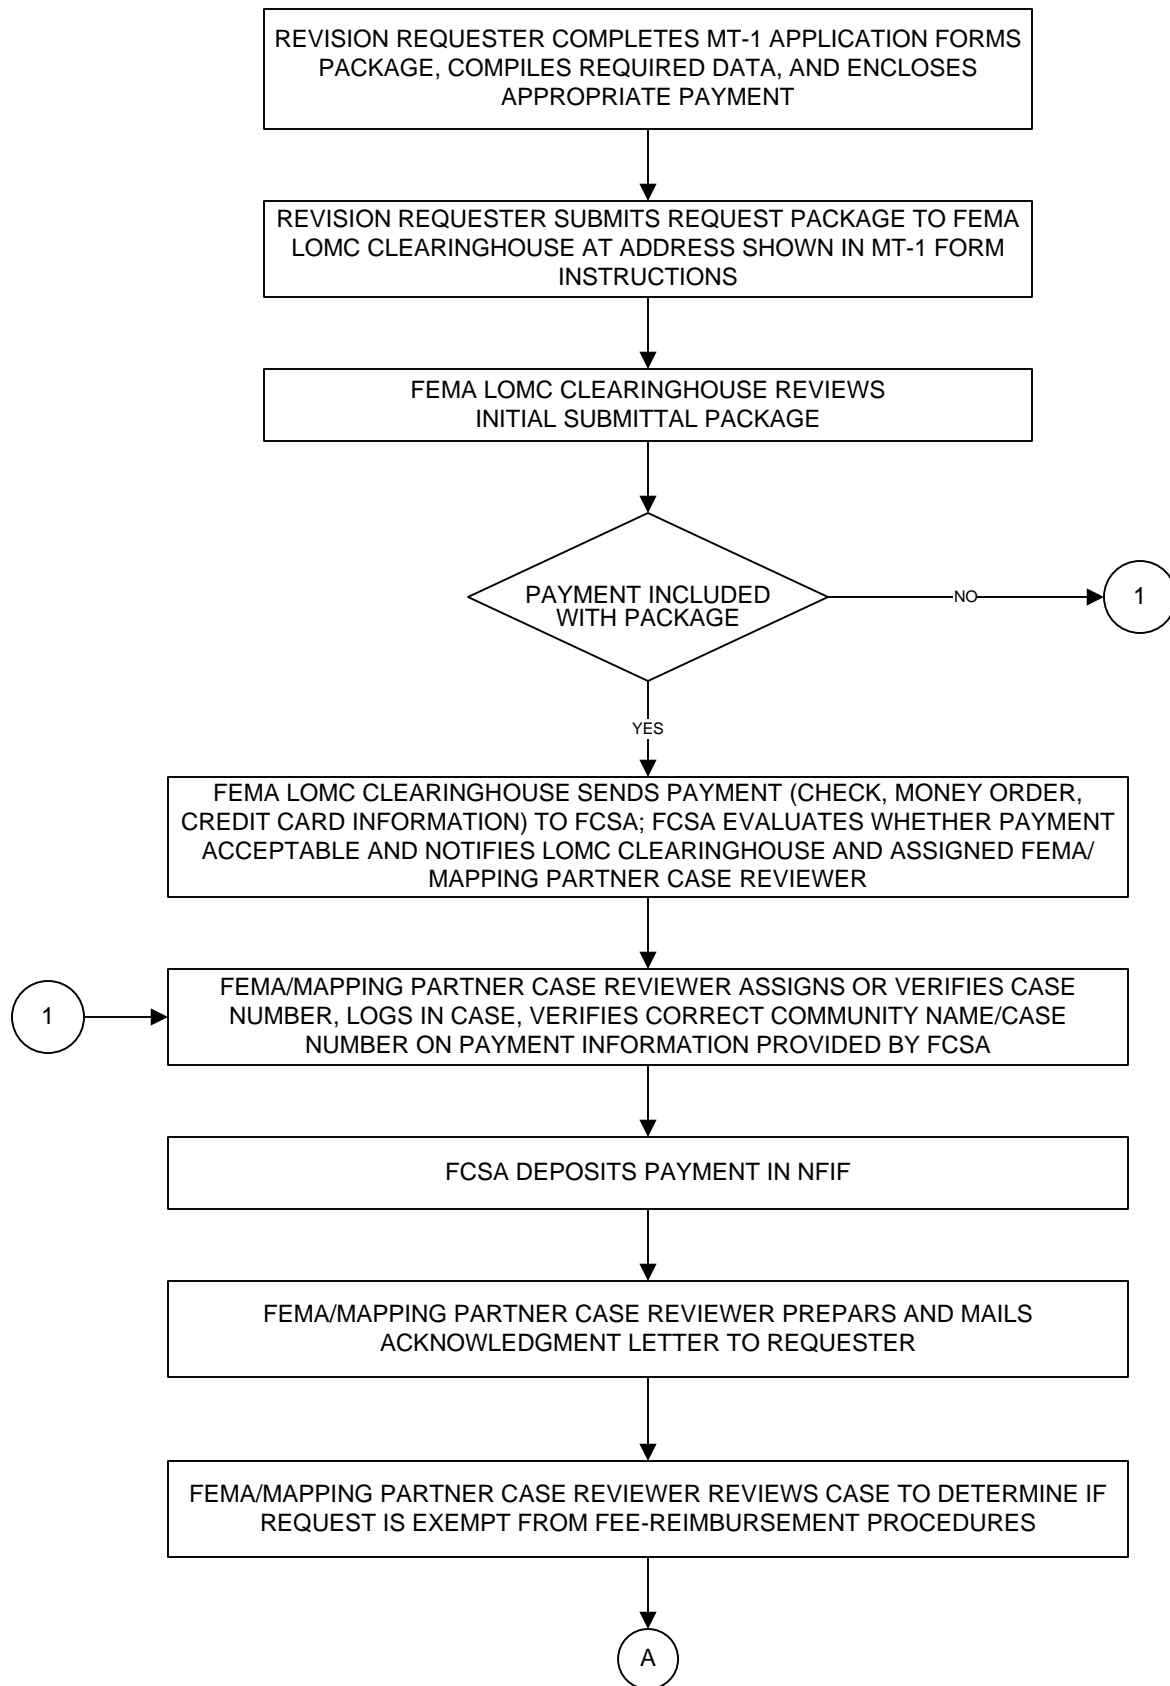 REVISION REQUESTER COMPLETES MT-1 APPLICATION FORMS
PACKAGE, COMPILES REQUIRED DATA, AND ENCLOSES
APPROPRIATE PAYMENT
REVISION REQUESTER SUBMITS REQUEST PACKAGE TO FEMA
LOMC CLEARINGHOUSE AT ADDRESS SHOWN IN MT-1 FORM
INSTRUCTIONS
FEMA LOMC CLEARINGHOUSE REVIEWS
INITIAL SUBMITTAL PACKAGE
PAYMENT INCLUDED
WITH PACKAGE
NO
1
YES
FEMA LOMC CLEARINGHOUSE SENDS PAYMENT (CHECK, MONEY ORDER,
CREDIT CARD INFORMATION) TO FCSA; FCSA EVALUATES WHETHER PAYMENT
ACCEPTABLE AND NOTIFIES LOMC CLEARINGHOUSE AND ASSIGNED FEMA/
MAPPING PARTNER CASE REVIEWER
1
FEMA/MAPPING PARTNER CASE REVIEWER ASSIGNS OR VERIFIES CASE
NUMBER, LOGS IN CASE, VERIFIES CORRECT COMMUNITY NAME/CASE
NUMBER ON PAYMENT INFORMATION PROVIDED BY FCSA
FCSA DEPOSITS PAYMENT IN NFIF
FEMA/MAPPING PARTNER CASE REVIEWER PREPARS AND MAILS
ACKNOWLEDGMENT LETTER TO REQUESTER
FEMA/MAPPING PARTNER CASE REVIEWER REVIEWS CASE TO DETERMINE IF
REQUEST IS EXEMPT FROM FEE-REIMBURSEMENT PROCEDURES
A